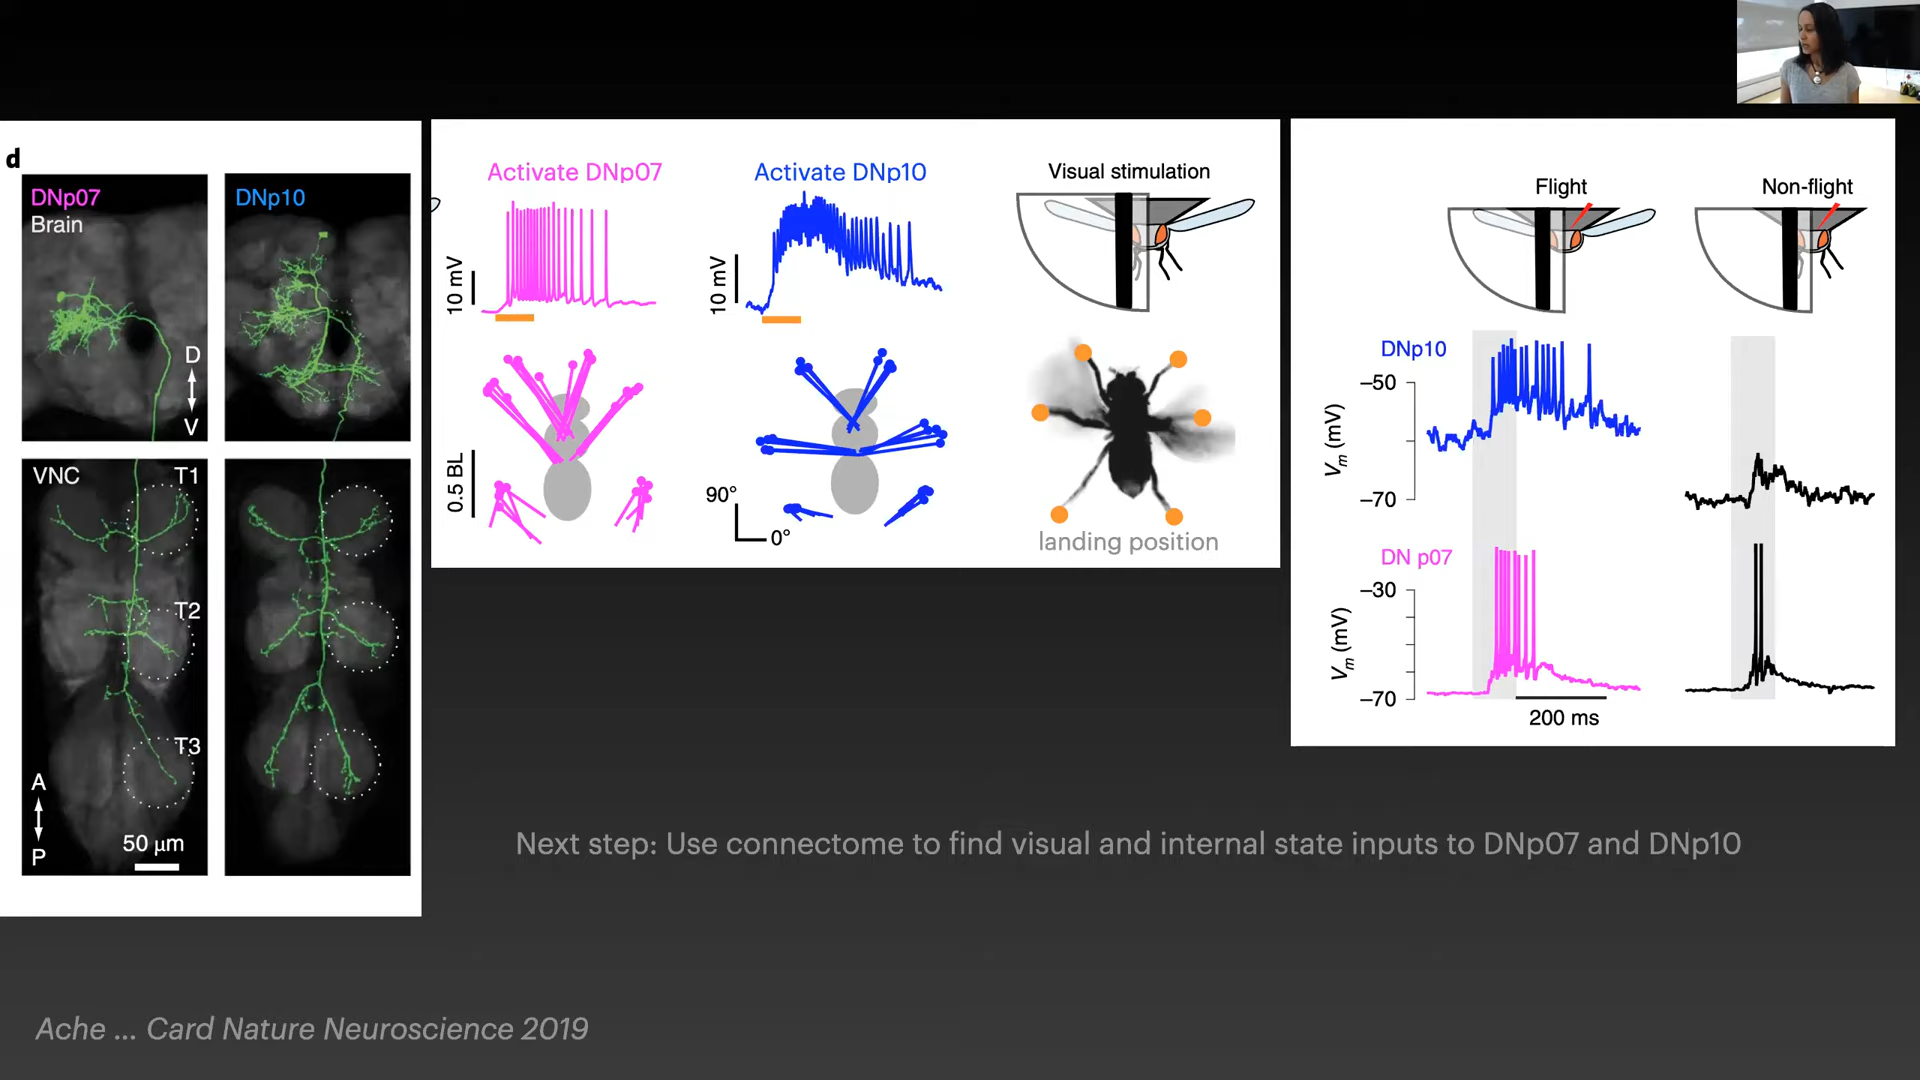 d
DNp07
Brain
D
V
DNp10
VNC
T1
T2
T3
A
P
50 μm
Activate DNp07
10 mV
0.5 BL
Activate DNp10
10 mV
90°
0°
Visual stimulation
landing position
Flight
Non-flight
DNp10
–50
Vm (mV)
–70
DN p07
–30
Vm (mV)
–70
200 ms
Next step: Use connectome to find visual and internal state inputs to DNp07 and DNp10
Ache ... Card Nature Neuroscience 2019